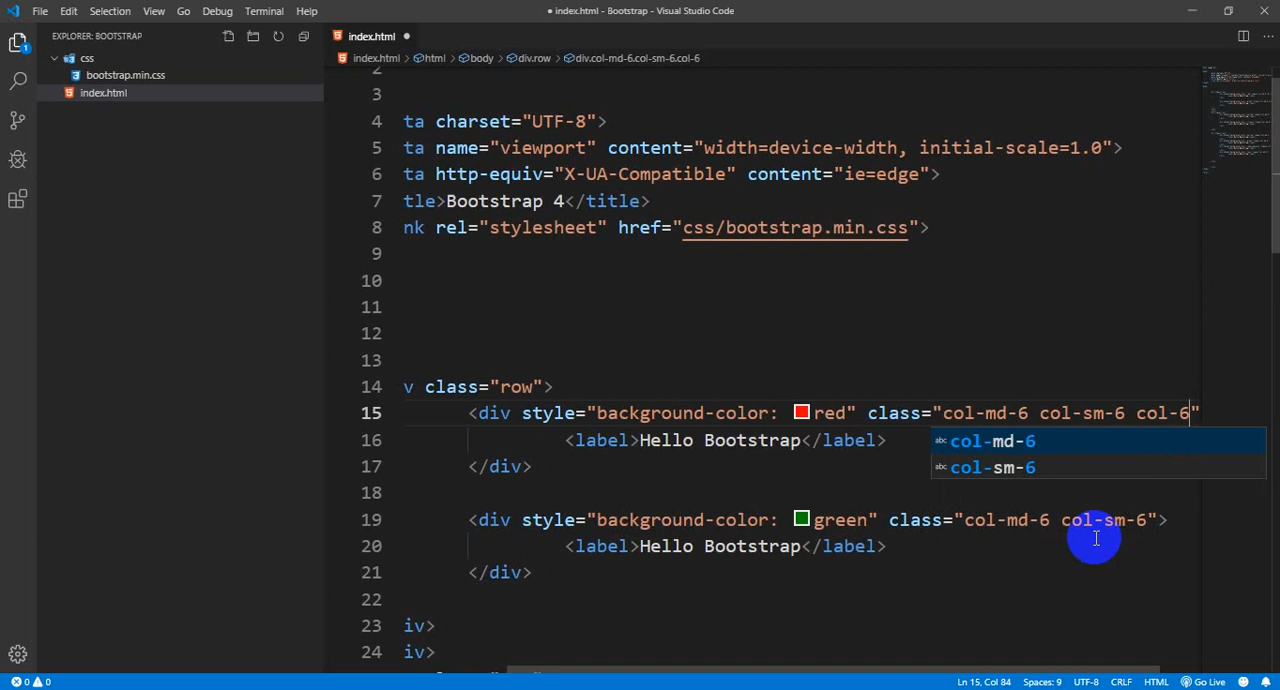 File Edit Selection View Go Debug Terminal Help
● index.html - Bootstrap - Visual Studio Code
EXPLORER: BOOTSTRAP
css
bootstrap.min.css
index.html
1
index.html ●
index.html > html > body > div.row > div.col-md-6.col-sm-6.col-6
2
3
4 ta charset="UTF-8">
5 ta name="viewport" content="width=device-width, initial-scale=1.0">
6 ta http-equiv="X-UA-Compatible" content="ie=edge">
7 tle>Bootstrap 4</title>
8 nk rel="stylesheet" href="css/bootstrap.min.css">
9
10
11
12
13
14 v class="row">
15 <div style="background-color: red" class="col-md-6 col-sm-6 col-6"
16 <label>Hello Bootstrap</label>
abc col-md-6
abc col-sm-6
17 </div>
18
19 <div style="background-color: green" class="col-md-6 col-sm-6">
20 <label>Hello Bootstrap</label>
21 </div>
22
23 iv>
24 iv>
0 0
Ln 15, Col 84 Spaces: 9 UTF-8 CRLF HTML Go Live